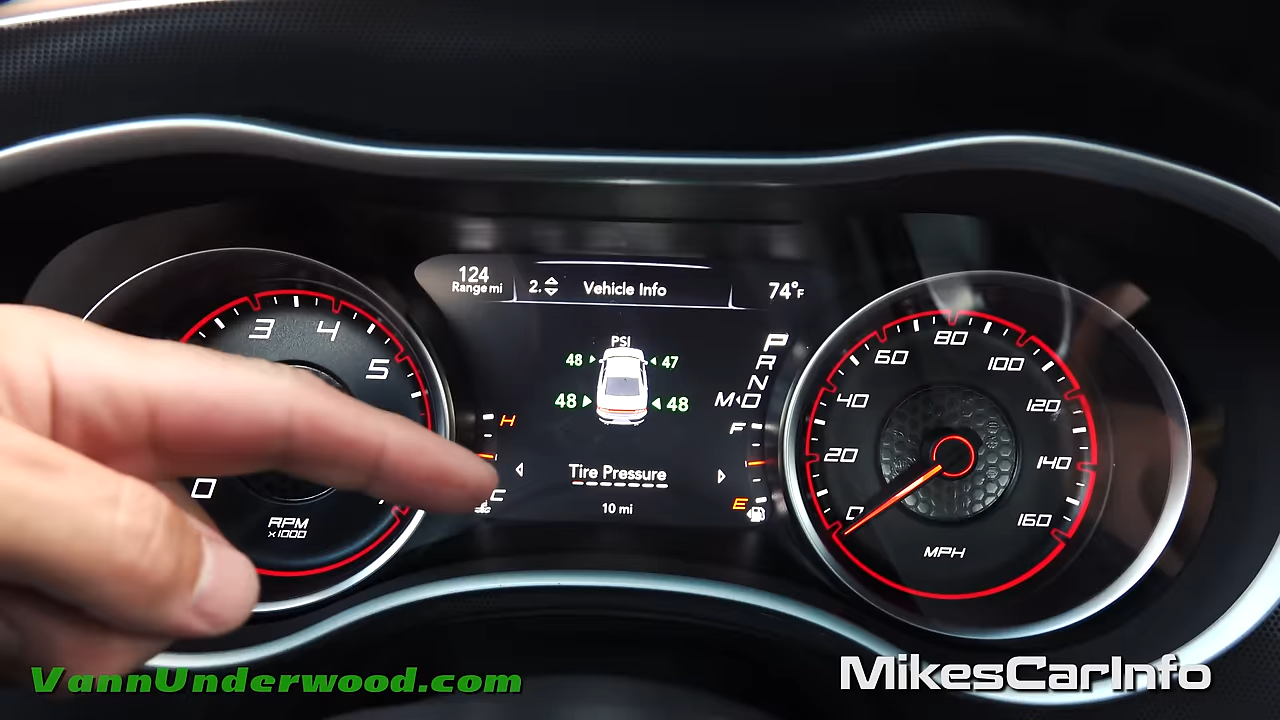 124
Range mi
2.
Vehicle Info
74°F
PSI
48
47
48
48
P
R
N
D
M
Tire Pressure
10 mi
H
C
F
E
0
3
4
5
RPM
x1000
0
20
40
60
80
100
120
140
160
MPH
VannUnderwood.com
MikesCarInfo